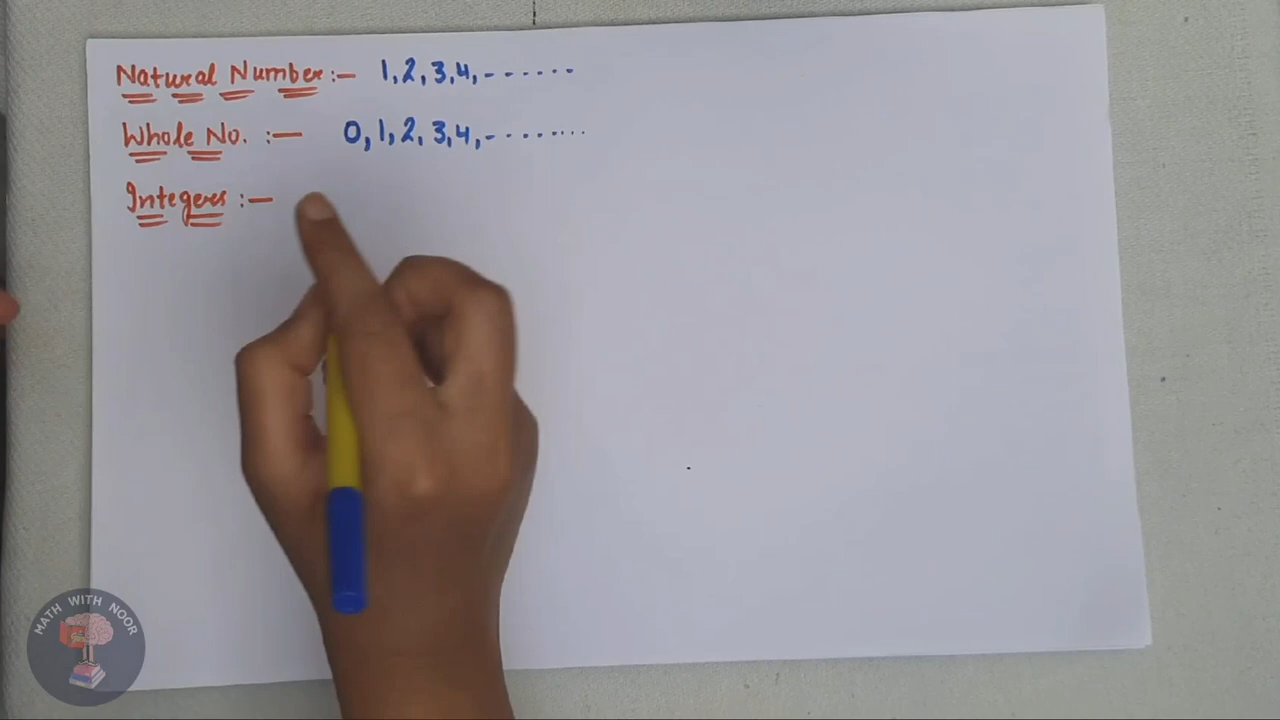 Natural Number :- 1, 2, 3, 4, - - - - - -
Whole No. :- 0, 1, 2, 3, 4, - - - - - - - -
Integers :-
MATH WITH NOOR